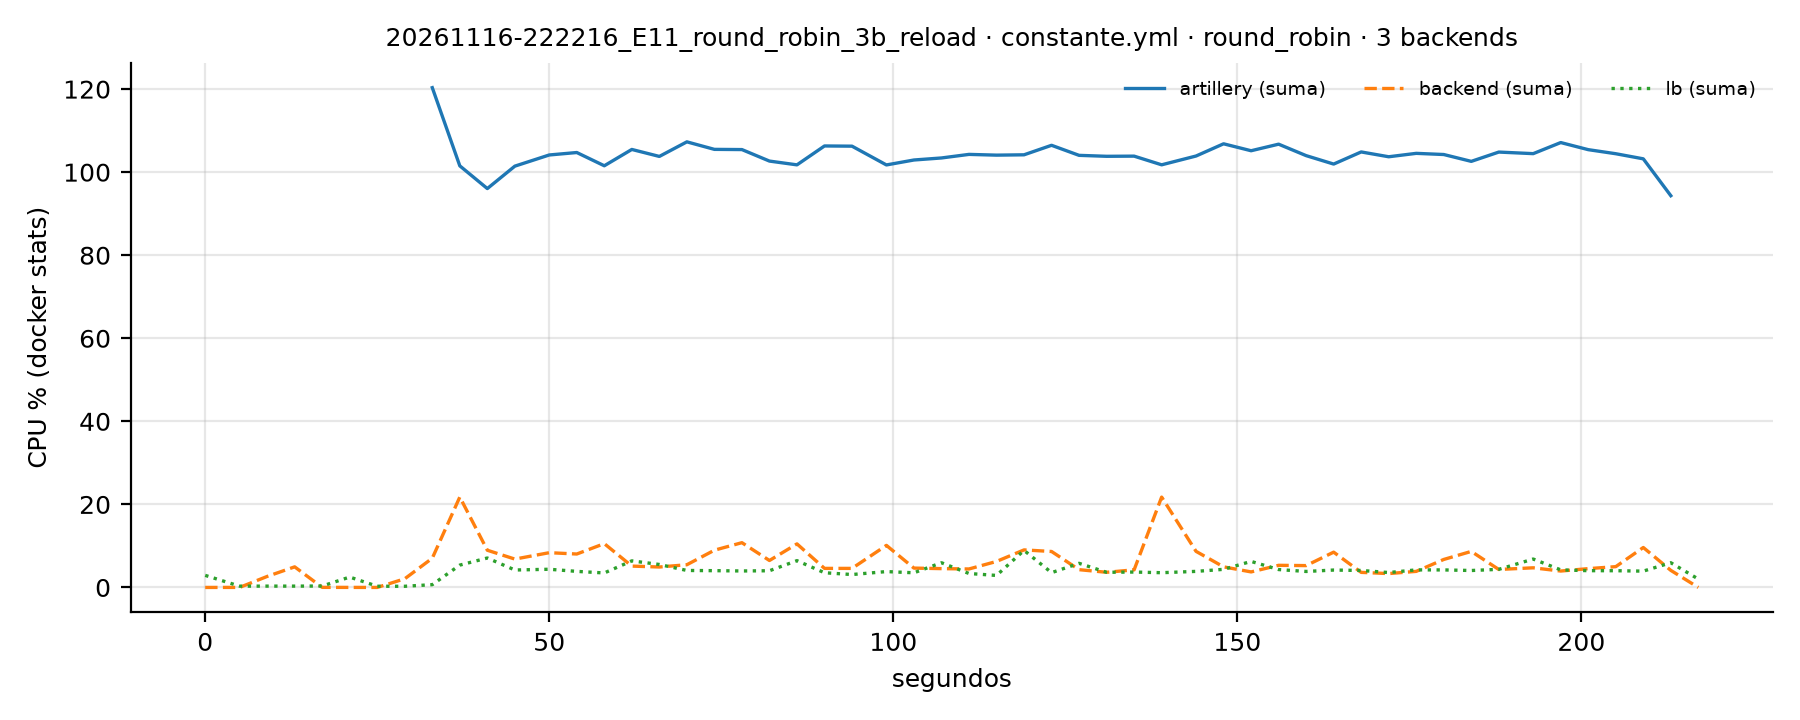 20261116-222216_E11_round_robin_3b_reload · constante.yml · round_robin · 3 backends
artillery (suma) backend (suma) lb (suma)
CPU % (docker stats)
120
100
80
60
40
20
0
0 50 100 150 200
segundos